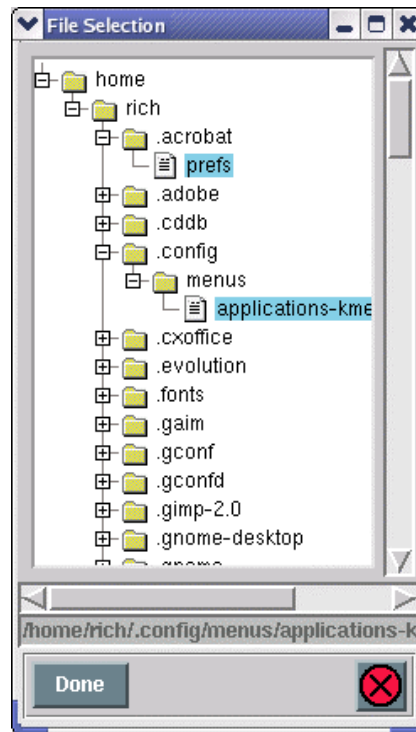 File Selection
home
rich
.acrobat
prefs
.adobe
.cddb
.config
menus
applications-kme
.cxoffice
.evolution
.fonts
.gaim
.gconf
.gconfd
.gimp-2.0
.gnome-desktop
/home/rich/.config/menus/applications-k
Done